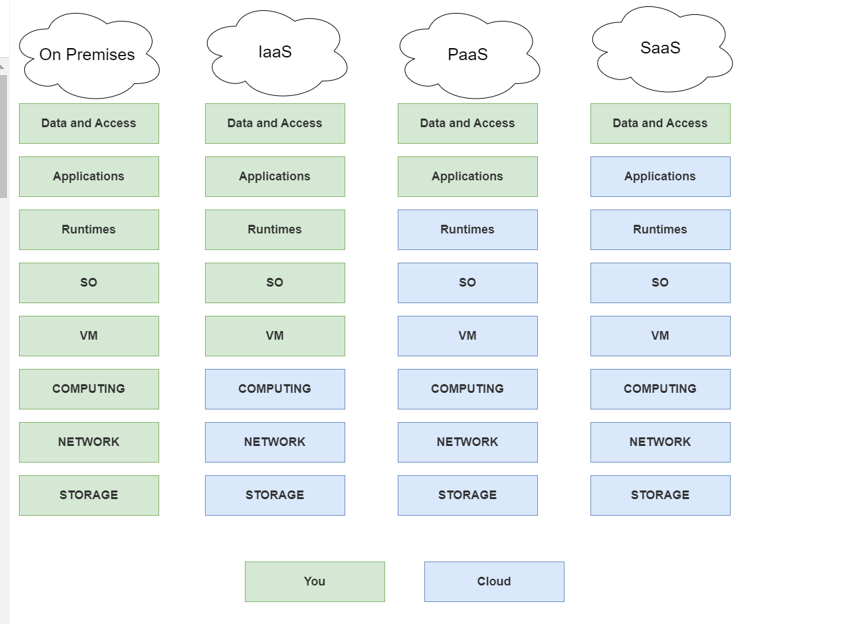 On Premises
IaaS
PaaS
SaaS
Data and Access
Data and Access
Data and Access
Data and Access
Applications
Applications
Applications
Applications
Runtimes
Runtimes
Runtimes
Runtimes
SO
SO
SO
SO
VM
VM
VM
VM
COMPUTING
COMPUTING
COMPUTING
COMPUTING
NETWORK
NETWORK
NETWORK
NETWORK
STORAGE
STORAGE
STORAGE
STORAGE
You
Cloud